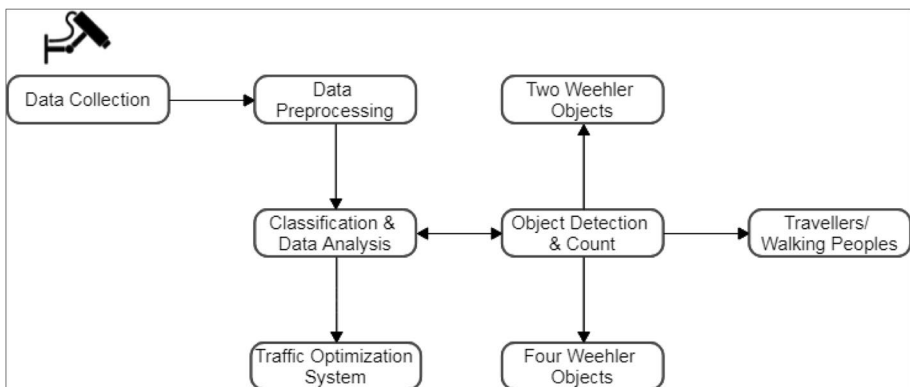 Data Collection
Data
Preprocessing
Two Weehler
Objects
Classification &
Data Analysis
Object Detection
& Count
Travellers/
Walking Peoples
Traffic Optimization
System
Four Weehler
Objects